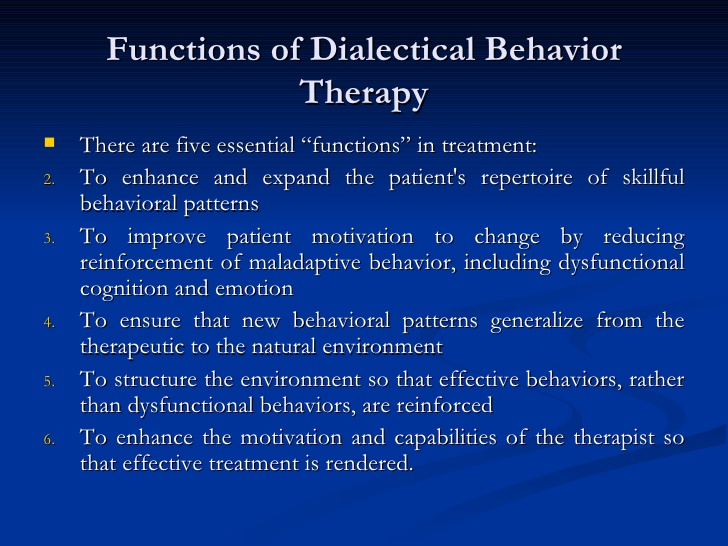 Functions of Dialectical Behavior
Therapy
There are five essential “functions” in treatment:
2. To enhance and expand the patient's repertoire of skillful
behavioral patterns
3. To improve patient motivation to change by reducing
reinforcement of maladaptive behavior, including dysfunctional
cognition and emotion
4. To ensure that new behavioral patterns generalize from the
therapeutic to the natural environment
5. To structure the environment so that effective behaviors, rather
than dysfunctional behaviors, are reinforced
6. To enhance the motivation and capabilities of the therapist so
that effective treatment is rendered.